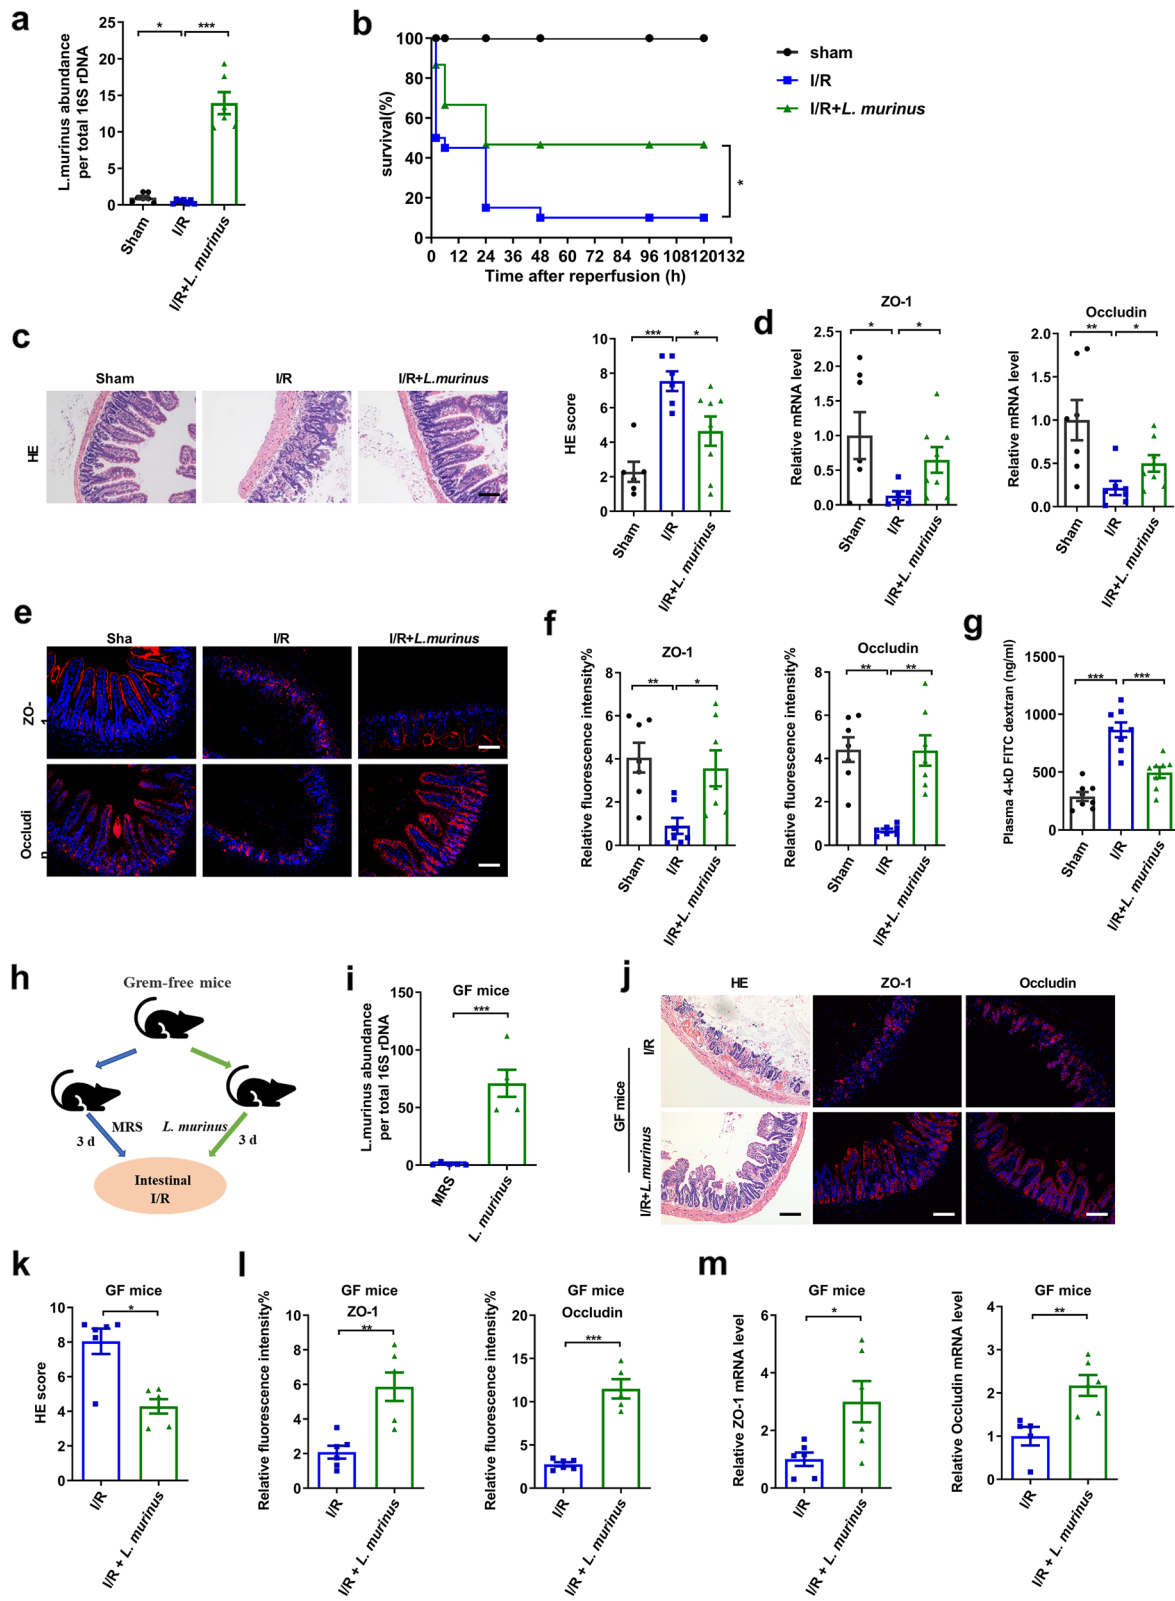 a
L.murinus abundance
per total 16S rDNA
25
20
15
10
5
0
*
***
Sham
I/R
I/R+L. murinus
b
survival(%)
100
80
60
40
20
0
0 12 24 36 48 60 72 84 96 108 120 132
Time after reperfusion (h)
*
sham
I/R
I/R+L. murinus
c
Sham
I/R
I/R+L.murinus
HE
HE score
10
8
6
4
2
0
***
*
Sham
I/R
I/R+L. murinus
d
ZO-1
Relative mRNA level
2.5
2.0
1.5
1.0
0.5
0.0
*
*
Sham
I/R
I/R+L. murinus
Occludin
Relative mRNA level
2.0
1.5
1.0
0.5
0.0
**
*
Sham
I/R
I/R+L. murinus
e
Sha
I/R
I/R+L.murinus
ZO-
Occludi
f
ZO-1
Relative fluorescence intensity%
8
6
4
2
0
**
*
Sham
I/R
I/R+L. murinus
Occludin
Relative fluorescence intensity%
8
6
4
2
0
**
**
Sham
I/R
I/R+L. murinus
g
Plasma 4-kD FITC dextran (ng/ml)
1500
1000
500
0
***
***
Sham
I/R
I/R+L. murinus
h
Grem-free mice
MRS
L. murinus
3 d
3 d
Intestinal
I/R
i
GF mice
L.murinus abundance
per total 16S rDNA
150
100
50
0
***
MRS
L. murinus
j
HE
ZO-1
Occludin
GF mice
I/R
I/R+L.murinus
k
GF mice
HE score
10
8
6
4
2
0
*
I/R
I/R + L. murinus
l
GF mice
ZO-1
Relative fluorescence intensity%
10
8
6
4
2
0
**
I/R
I/R + L. murinus
GF mice
Occludin
Relative fluorescence intensity%
20
15
10
5
0
***
I/R
I/R + L. murinus
m
GF mice
Relative ZO-1 mRNA level
6
4
2
0
*
I/R
I/R + L. murinus
GF mice
Relative Occludin mRNA level
4
3
2
1
0
**
I/R
I/R + L. murinus